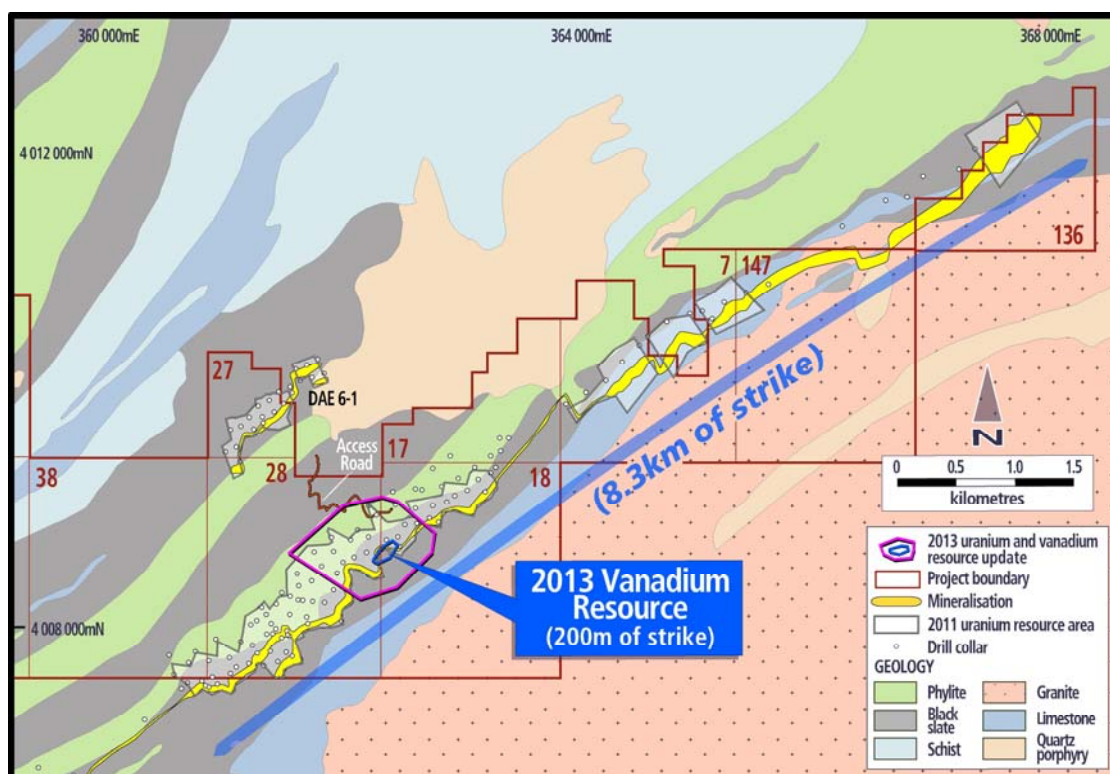 360 000mE
364 000mE
368 000mE
4 012 000mN
136
7
147
(8.3km of strike)
27
DAE 6-1
Access
Road
17
38
28
18
N
0 0.5 1.0 1.5
kilometres
2013 Vanadium
Resource
(200m of strike)
4 008 000mN
2013 uranium and vanadium
resource update
Project boundary
Mineralisation
2011 uranium resource area
Drill collar
GEOLOGY
Phylite
Granite
Black
slate
Limestone
Schist
Quartz
porphyry